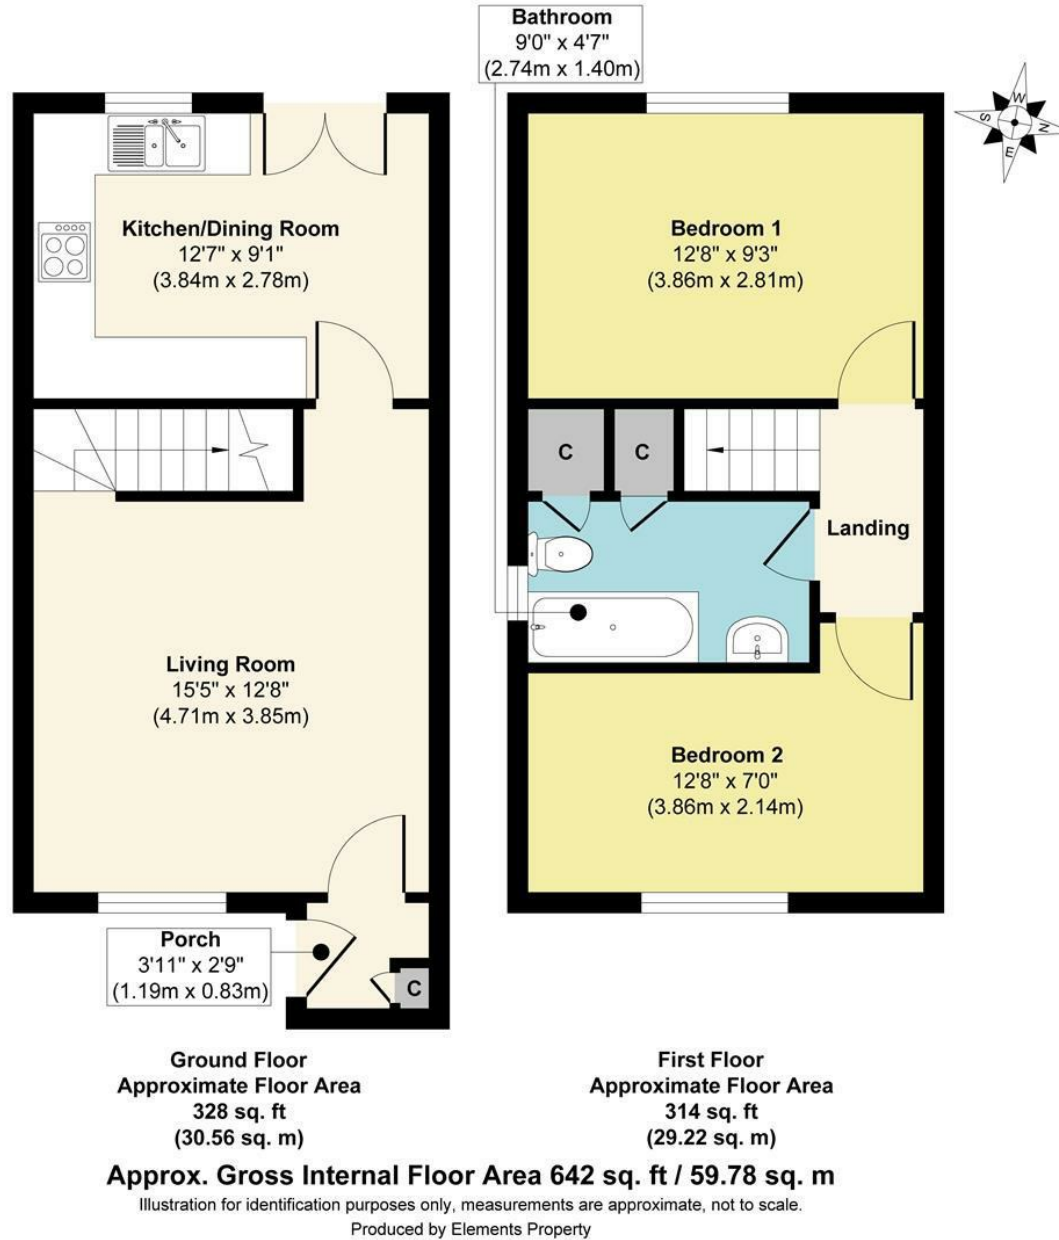 Bathroom
9'0" x 4'7"
(2.74m x 1.40m)
W
N
S
E
Kitchen/Dining Room
12'7" x 9'1"
(3.84m x 2.78m)
Bedroom 1
12'8" x 9'3"
(3.86m x 2.81m)
C
C
Landing
Living Room
15'5" x 12'8"
(4.71m x 3.85m)
Bedroom 2
12'8" x 7'0"
(3.86m x 2.14m)
Porch
3'11" x 2'9"
(1.19m x 0.83m)
C
Ground Floor
Approximate Floor Area
328 sq. ft
(30.56 sq. m)
First Floor
Approximate Floor Area
314 sq. ft
(29.22 sq. m)
Approx. Gross Internal Floor Area 642 sq. ft / 59.78 sq. m
Illustration for identification purposes only, measurements are approximate, not to scale.
Produced by Elements Property